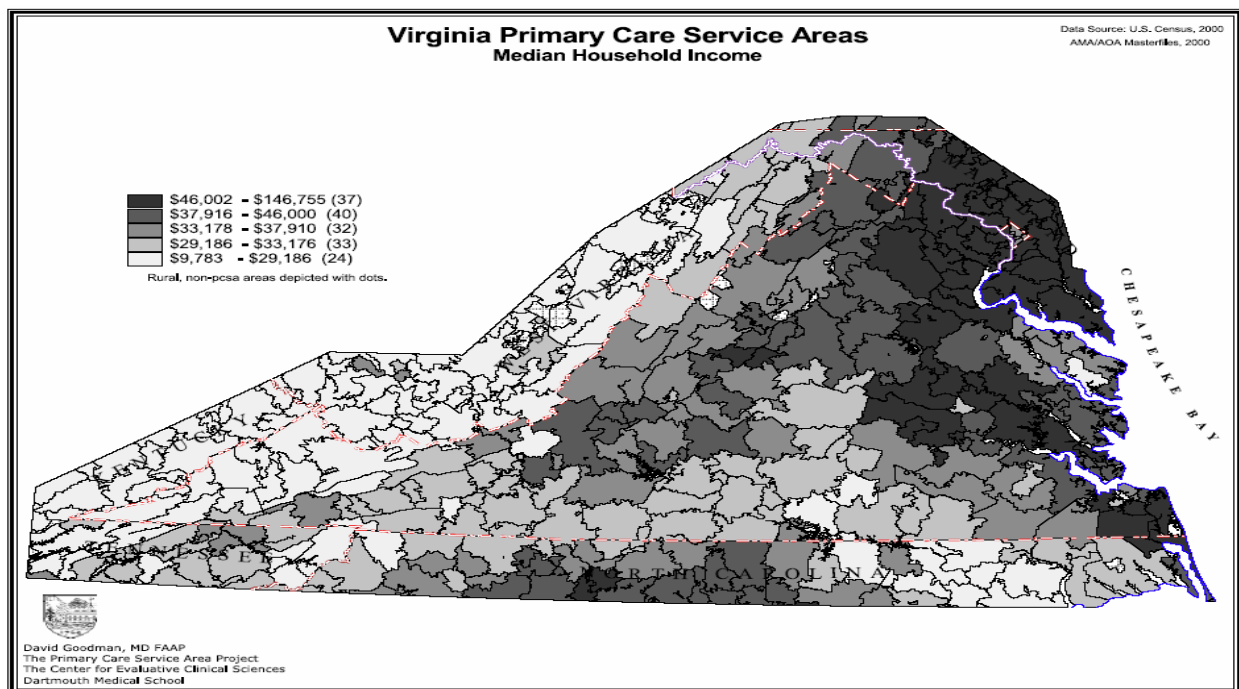 Virginia Primary Care Service Areas
Median Household Income
Data Source: U.S. Census, 2000
AMA/AOA Masterfiles, 2000
$46,002 - $146,755 (37)
$37,916 - $46,000 (40)
$33,178 - $37,910 (32)
$29,186 - $33,176 (33)
$9,783 - $29,186 (24)
Rural, non-pcsa areas depicted with dots.
CHESAPEAKE BAY
KENTUCKY
NORTH CAROLINA
David Goodman, MD FAAP
The Primary Care Service Area Project
The Center for Evaluative Clinical Sciences
Dartmouth Medical School